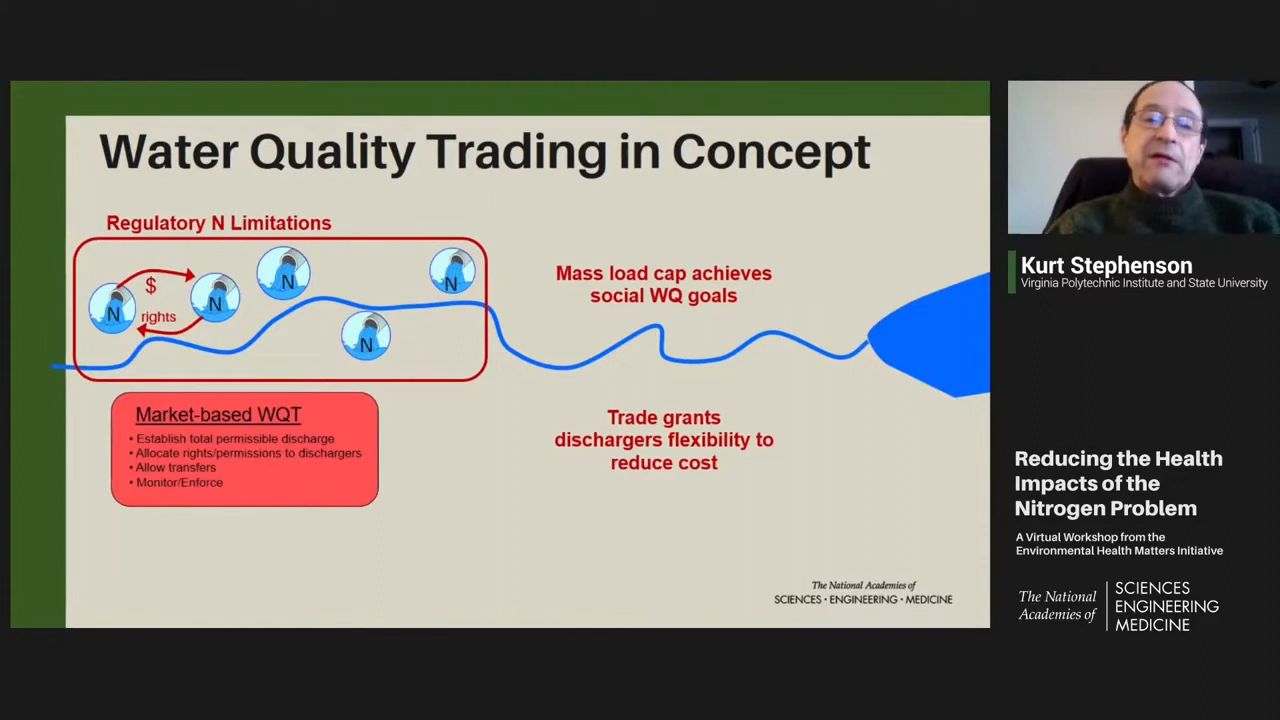 Water Quality Trading in Concept
Regulatory N Limitations
$
rights
N
N
N
N
N
Mass load cap achieves
social WQ goals
Market-based WQT
• Establish total permissible discharge
• Allocate rights/permissions to dischargers
• Allow transfers
• Monitor/Enforce
Trade grants
dischargers flexibility to
reduce cost
The National Academies of
SCIENCES • ENGINEERING • MEDICINE
Kurt Stephenson
Virginia Polytechnic Institute and State University
Reducing the Health
Impacts of the
Nitrogen Problem
A Virtual Workshop from the
Environmental Health Matters Initiative
The National
Academies of
SCIENCES
ENGINEERING
MEDICINE